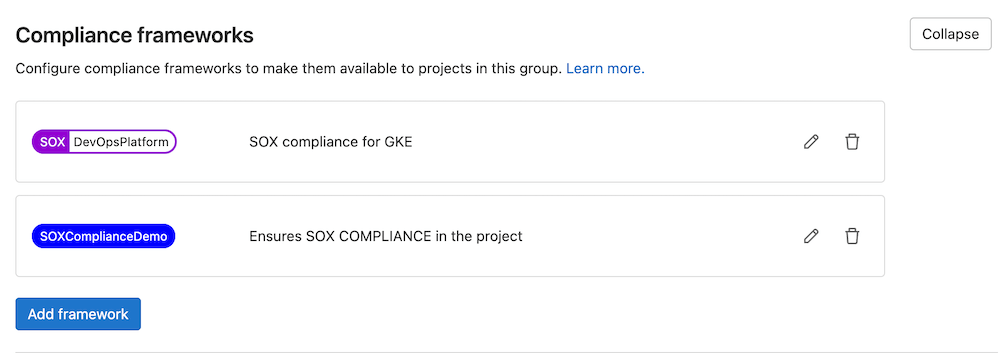 Compliance frameworks
Collapse
Configure compliance frameworks to make them available to projects in this group. Learn more.
SOX DevOpsPlatform SOX compliance for GKE
SOXComplianceDemo Ensures SOX COMPLIANCE in the project
Add framework